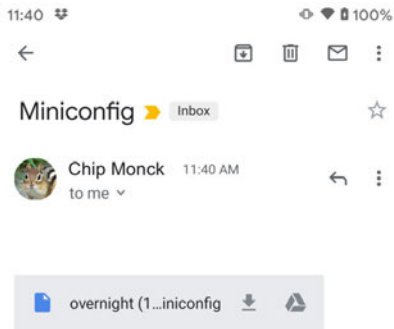 11:40 100%
Miniconfig Inbox
Chip Monck 11:40 AM
to me
overnight (1...iniconfig